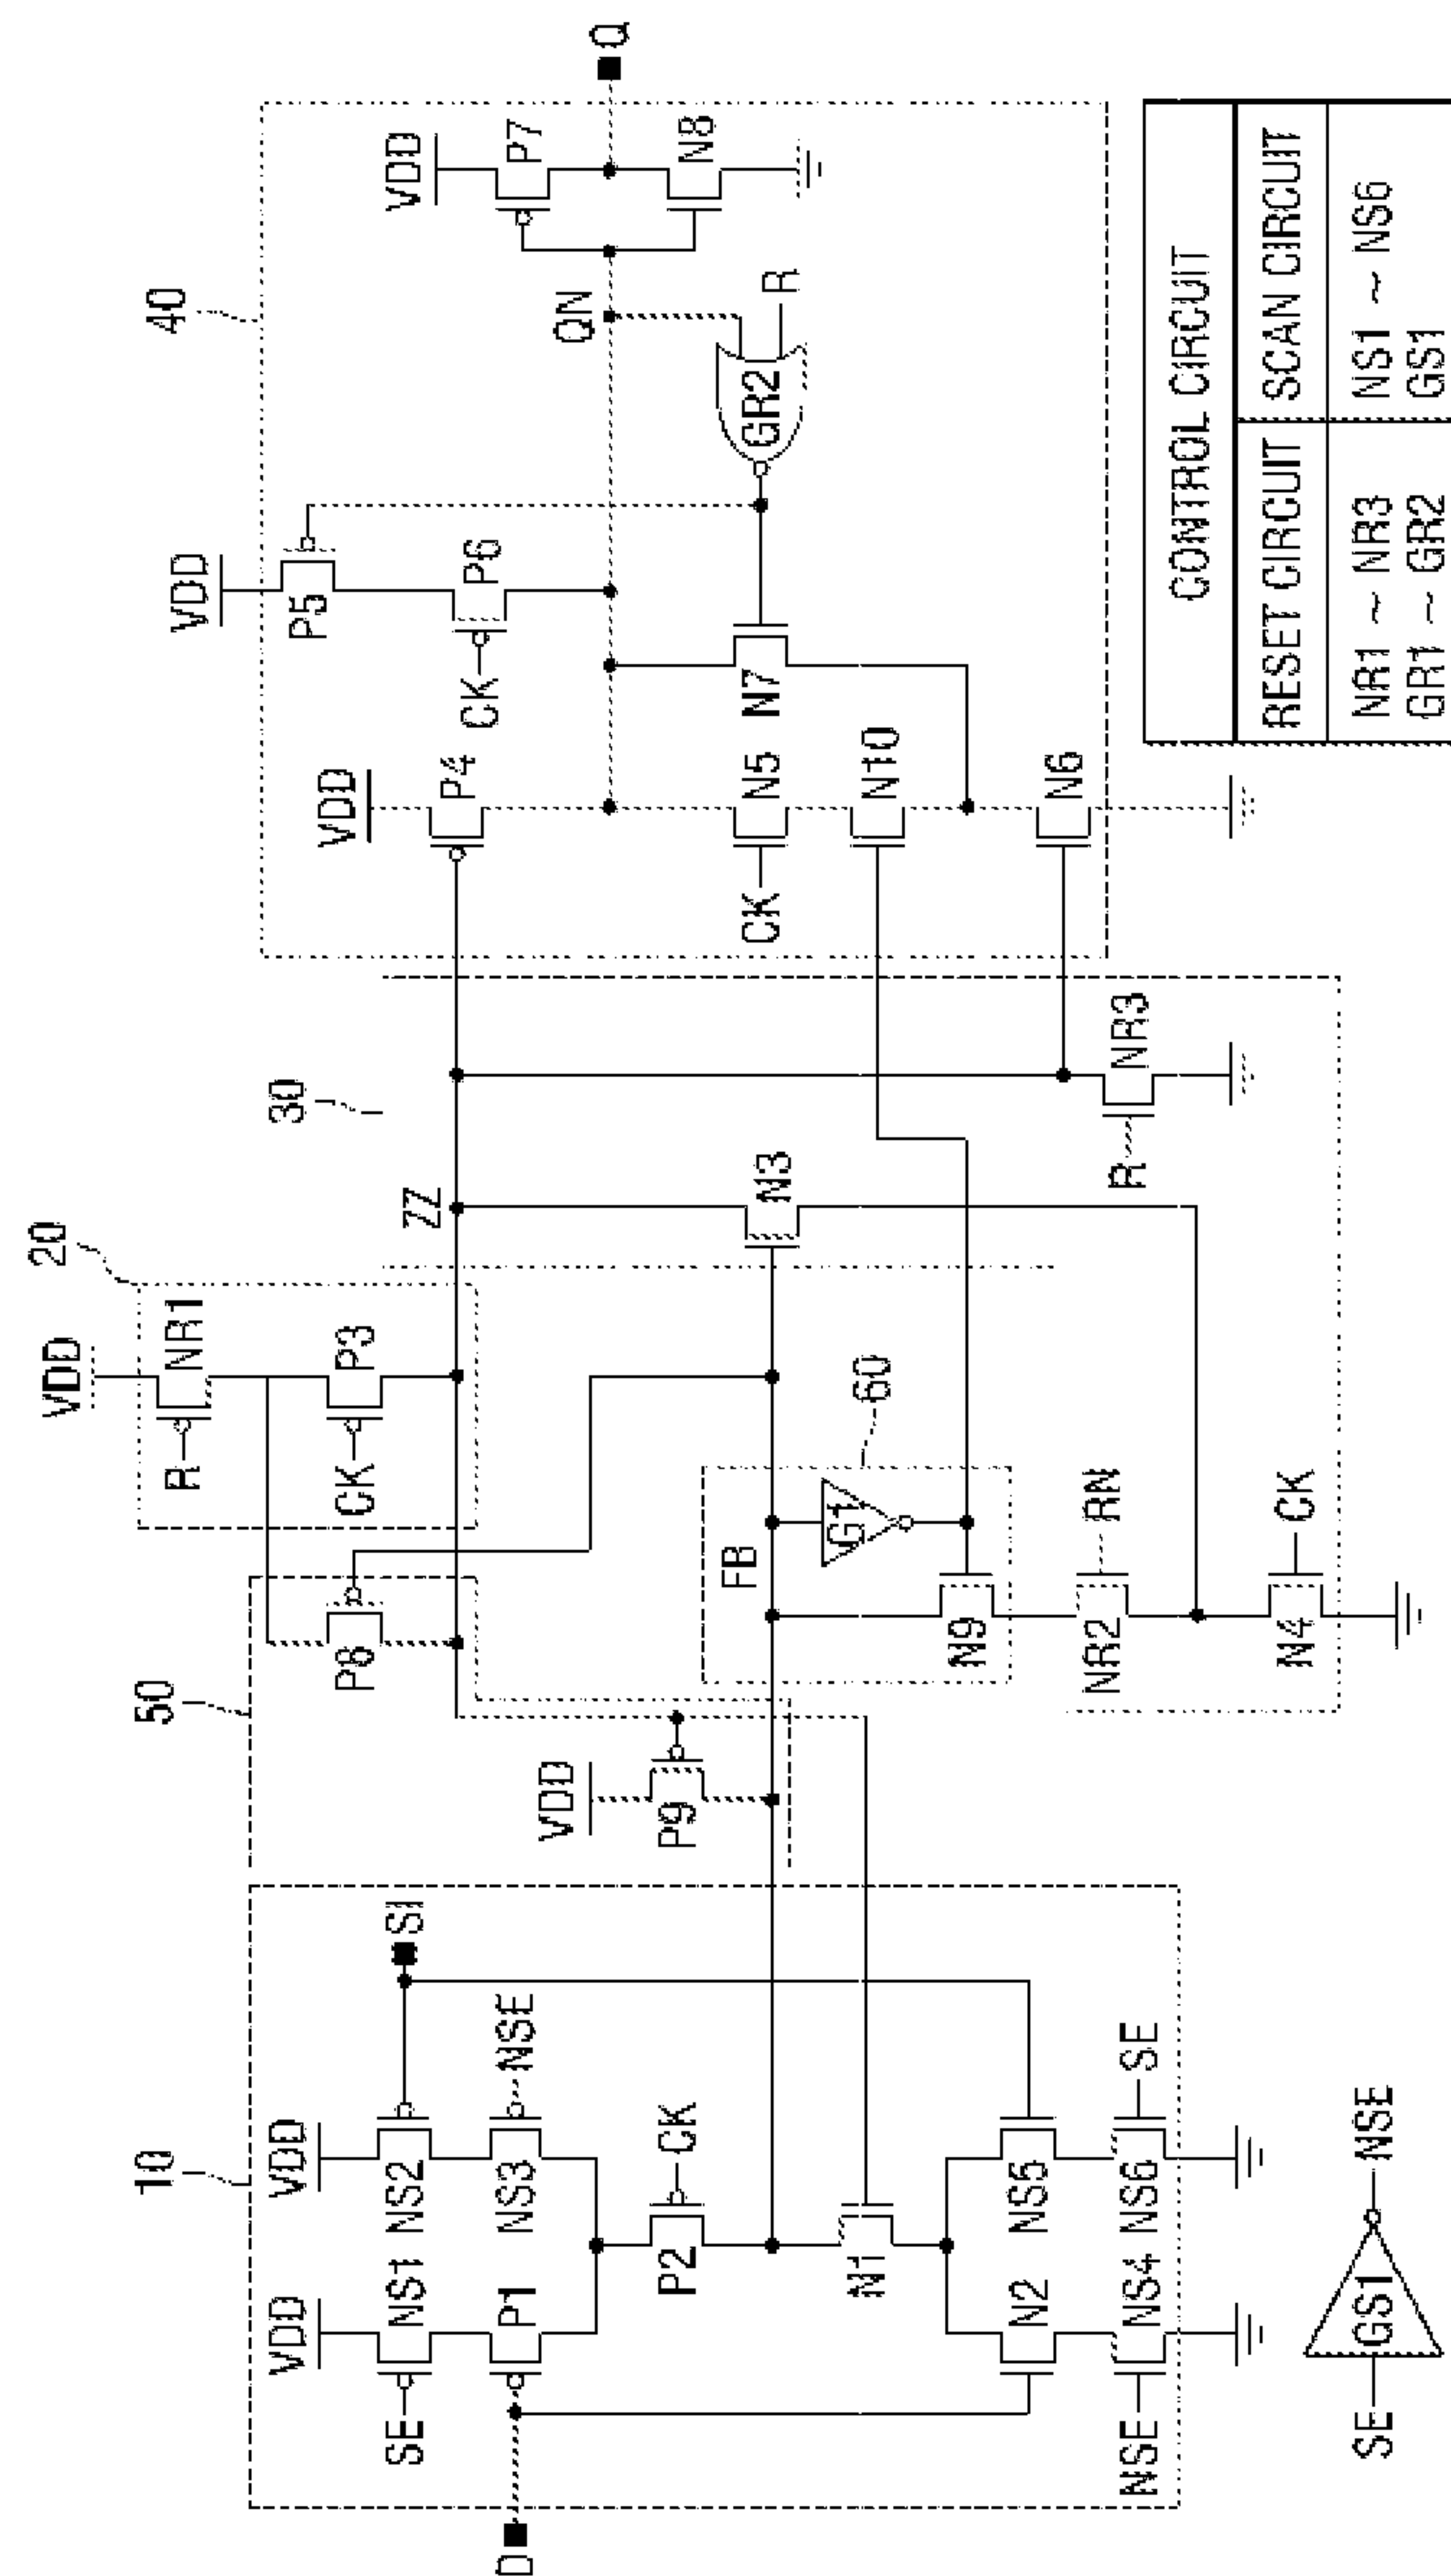 10
50
20
30
40
60
D
SE
VDD
NS1
P1
VDD
NS2
NS3
NSE
SI
P2
CK
N1
N2
NS4
NSE
NS5
NS6
SE
SE
GS1
NSE
VDD
P9
P8
VDD
R
NR1
CK
P3
FB
G1
N9
NR2
RN
N4
CK
ZZ
N3
R
NR3
VDD
P4
CK
N5
N10
N6
VDD
P5
CK
P6
N7
GR2
R
QN
VDD
P7
N8
Q
CONTROL CIRCUIT
RESET CIRCUIT
SCAN CIRCUIT
NR1 ~ NR3
GR1 ~ GR2
NS1 ~ NS6
GS1